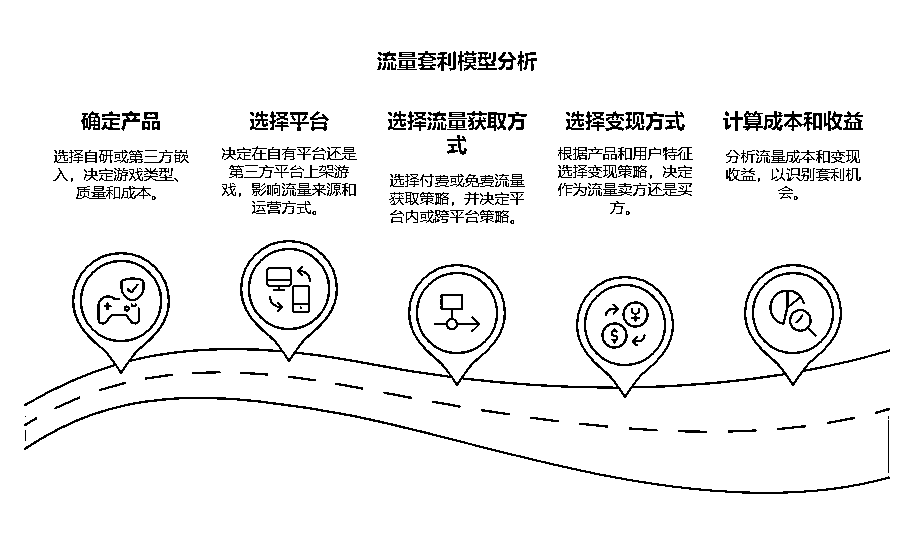 流量套利模型分析
确定产品
选择自研或第三方嵌
入，决定游戏类型、
质量和成本。
选择平台
决定在自有平台还是
第三方平台上架游
戏，影响流量来源和
运营方式。
选择流量获取方
式
选择付费或免费流量
获取策略，并决定平
台内或跨平台策略。
选择变现方式
根据产品和用户特征
选择变现策略，决定
作为流量卖方还是买
方。
计算成本和收益
分析流量成本和变现
收益，以识别套利机
会。